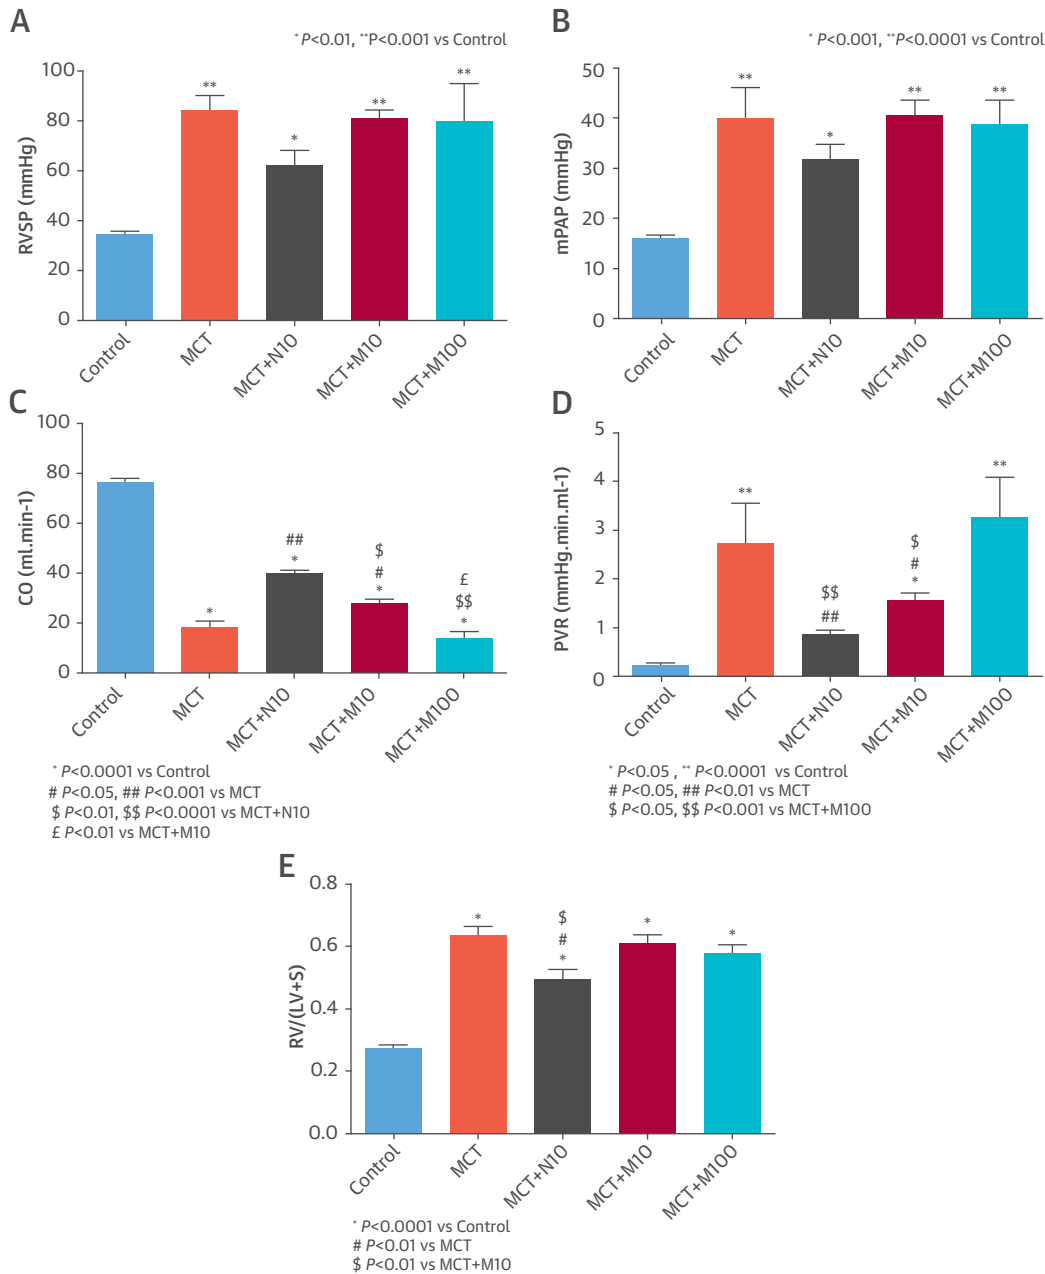 A
* P<0.01, **P<0.001 vs Control
RVSP (mmHg)
100
80
60
40
20
0
**
*
**
**
Control
MCT
MCT+N10
MCT+M10
MCT+M100
B
* P<0.001, **P<0.0001 vs Control
mPAP (mmHg)
50
40
30
20
10
0
**
*
**
**
Control
MCT
MCT+N10
MCT+M10
MCT+M100
C
CO (ml.min-1)
100
80
60
40
20
0
*
##
*
$
#
*
£
$$
*
Control
MCT
MCT+N10
MCT+M10
MCT+M100
* P<0.0001 vs Control
# P<0.05, ## P<0.001 vs MCT
$ P<0.01, $$ P<0.0001 vs MCT+N10
£ P<0.01 vs MCT+M10
D
PVR (mmHg.min.ml-1)
5
4
3
2
1
0
**
$$
##
$
#
*
**
Control
MCT
MCT+N10
MCT+M10
MCT+M100
* P<0.05 , ** P<0.0001 vs Control
# P<0.05, ## P<0.01 vs MCT
$ P<0.05, $$ P<0.001 vs MCT+M100
E
RV/(LV+S)
0.8
0.6
0.4
0.2
0.0
*
$
#
*
*
*
Control
MCT
MCT+N10
MCT+M10
MCT+M100
* P<0.0001 vs Control
# P<0.01 vs MCT
$ P<0.01 vs MCT+M10